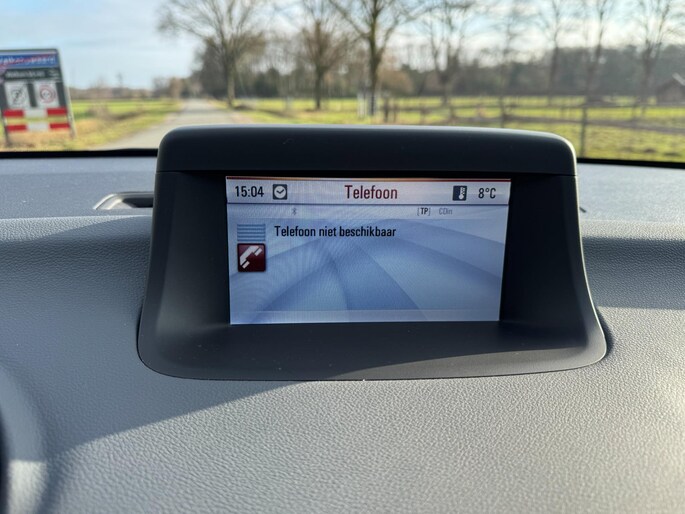 15:04 Telefoon 8°C
[TP] CDin
Telefoon niet beschikbaar